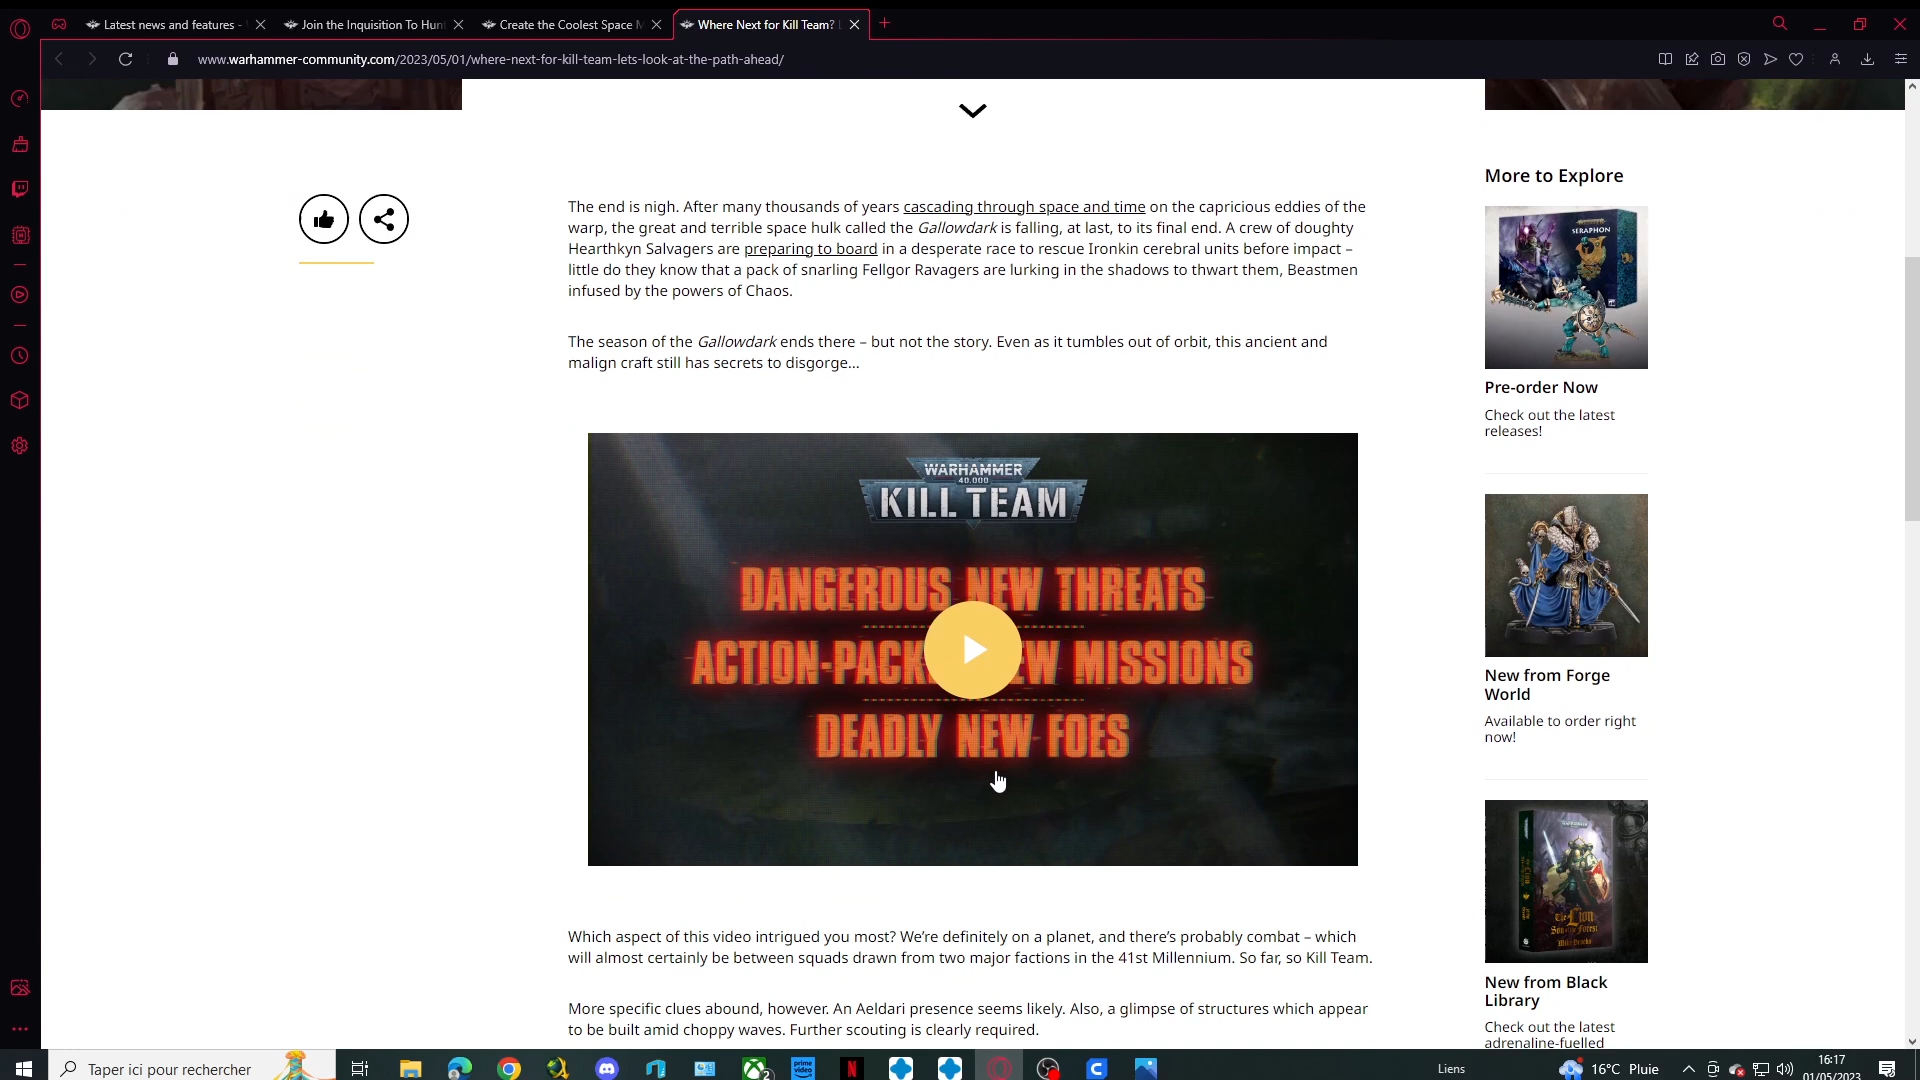 Latest news and features -
Join the Inquisition To Hun
Create the Coolest Space M
Where Next for Kill Team?
www.warhammer-community.com/2023/05/01/where-next-for-kill-team-lets-look-at-the-path-ahead/
The end is nigh. After many thousands of years cascading through space and time on the capricious eddies of the
warp, the great and terrible space hulk called the Gallowdark is falling, at last, to its final end. A crew of doughty
Hearthkyn Salvagers are preparing to board in a desperate race to rescue Ironkin cerebral units before impact –
little do they know that a pack of snarling Fellgor Ravagers are lurking in the shadows to thwart them, Beastmen
infused by the powers of Chaos.
The season of the Gallowdark ends there – but not the story. Even as it tumbles out of orbit, this ancient and
malign craft still has secrets to disgorge...
WARHAMMER
40,000
KILL TEAM
DANGEROUS NEW THREATS
ACTION-PACK EW MISSIONS
DEADLY NEW FOES
Which aspect of this video intrigued you most? We're definitely on a planet, and there's probably combat – which
will almost certainly be between squads drawn from two major factions in the 41st Millennium. So far, so Kill Team.
More specific clues abound, however. An Aeldari presence seems likely. Also, a glimpse of structures which appear
to be built amid choppy waves. Further scouting is clearly required.
More to Explore
SERAPHON
Pre-order Now
Check out the latest
releases!
New from Forge
World
Available to order right
now!
The Lion
Son of the Forest
Mike Brooks
New from Black
Library
Check out the latest
adrenaline-fuelled
Taper ici pour rechercher
2
prime
video
N
Liens
16°C Pluie
16:17
01/05/2023